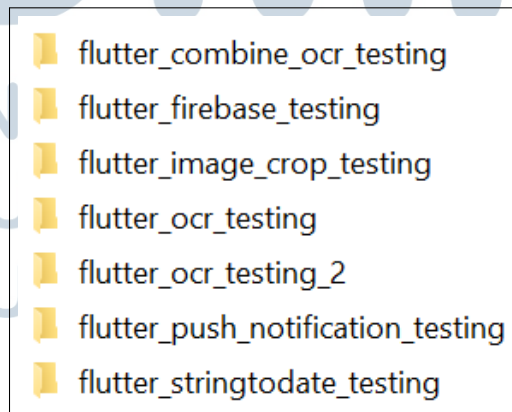 flutter_combine_ocr_testing
flutter_firebase_testing
flutter_image_crop_testing
flutter_ocr_testing
flutter_ocr_testing_2
flutter_push_notification_testing
flutter_stringtodate_testing